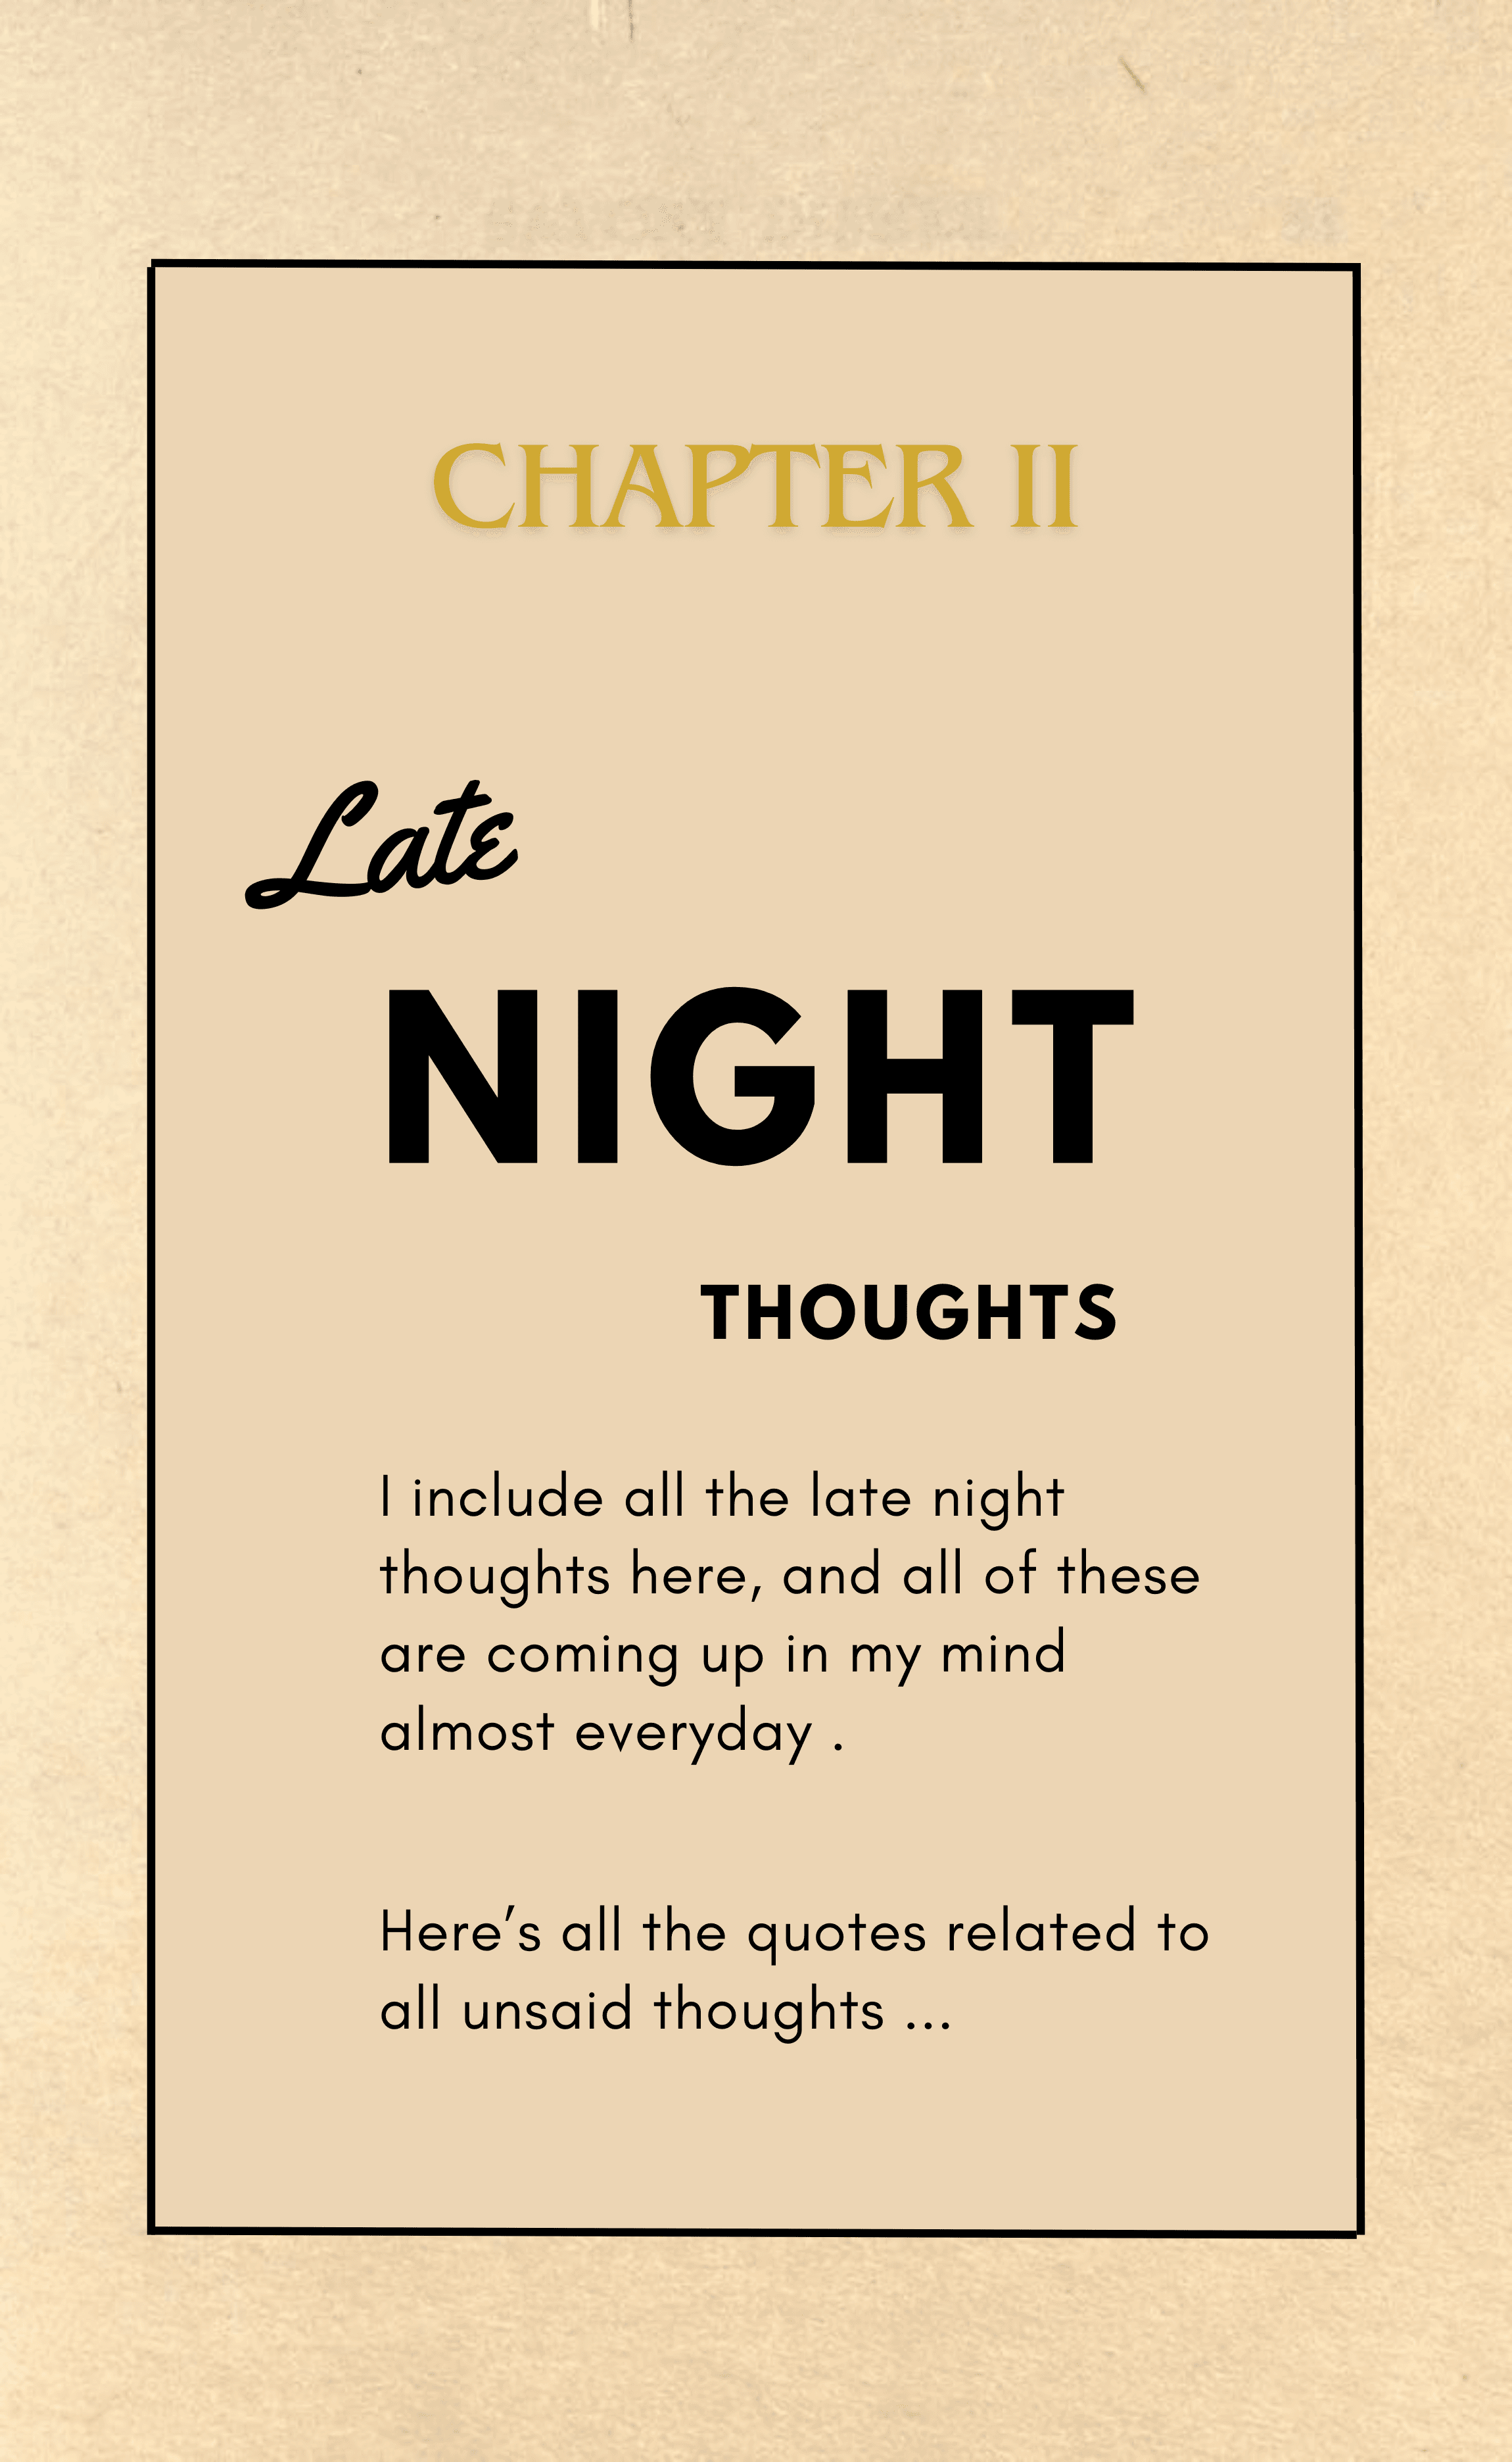 CHAPTER II
Late
NIGHT
THOUGHTS
I include all the late night
thoughts here, and all of these
are coming up in my mind
almost everyday .
Here’s all the quotes related to
all unsaid thoughts ...